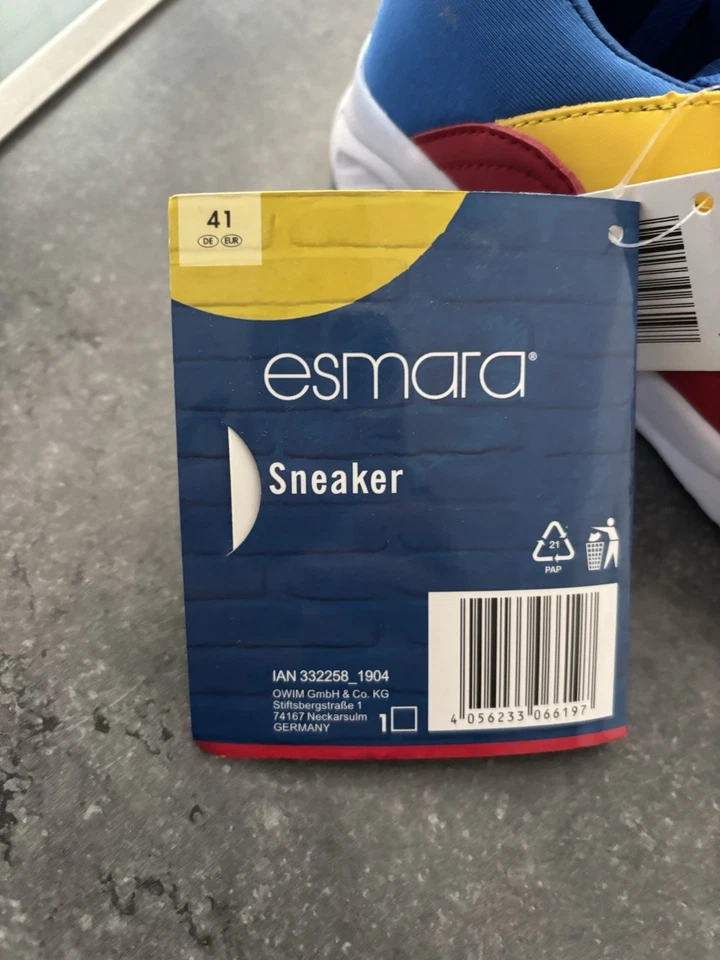 41
DE EUR
esmara®
Sneaker
21
PAP
IAN 332258_1904
OWIM GmbH & Co. KG
Stiftsbergstraße 1
74167 Neckarsulm
GERMANY
1
4 056233 066197